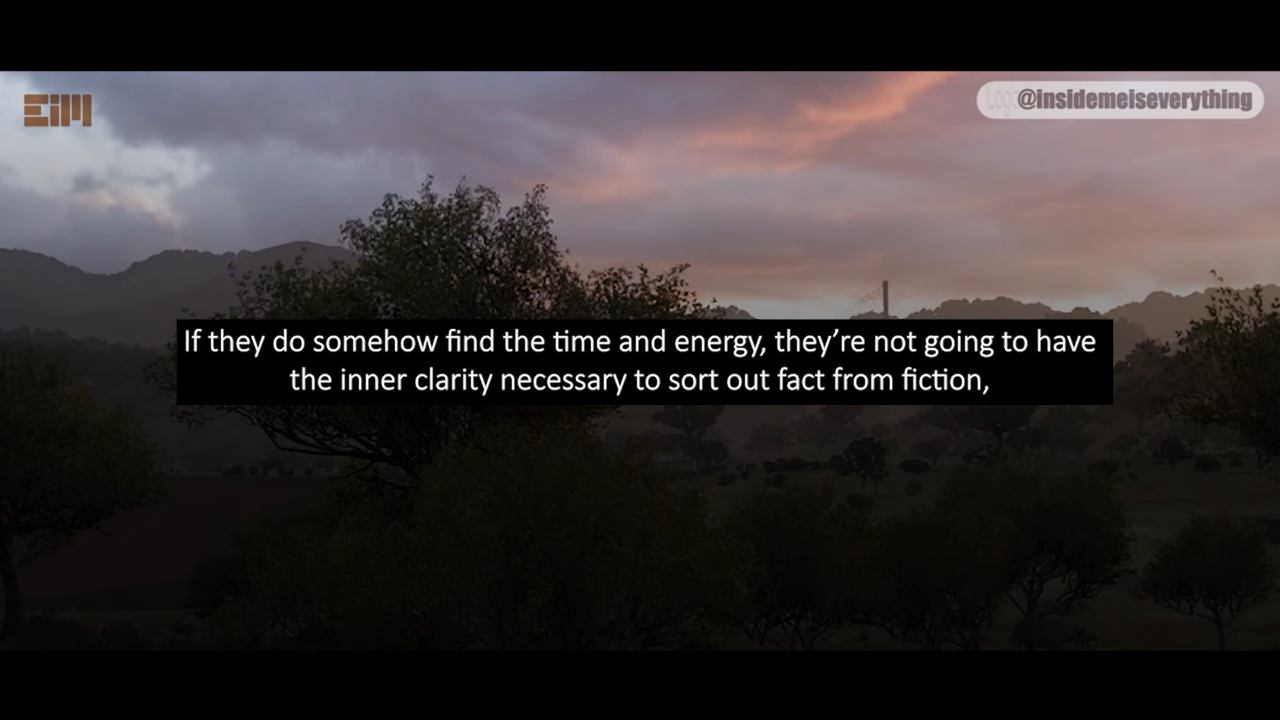 EiM
@insidemeiseverything
If they do somehow find the time and energy, they’re not going to have
the inner clarity necessary to sort out fact from fiction,